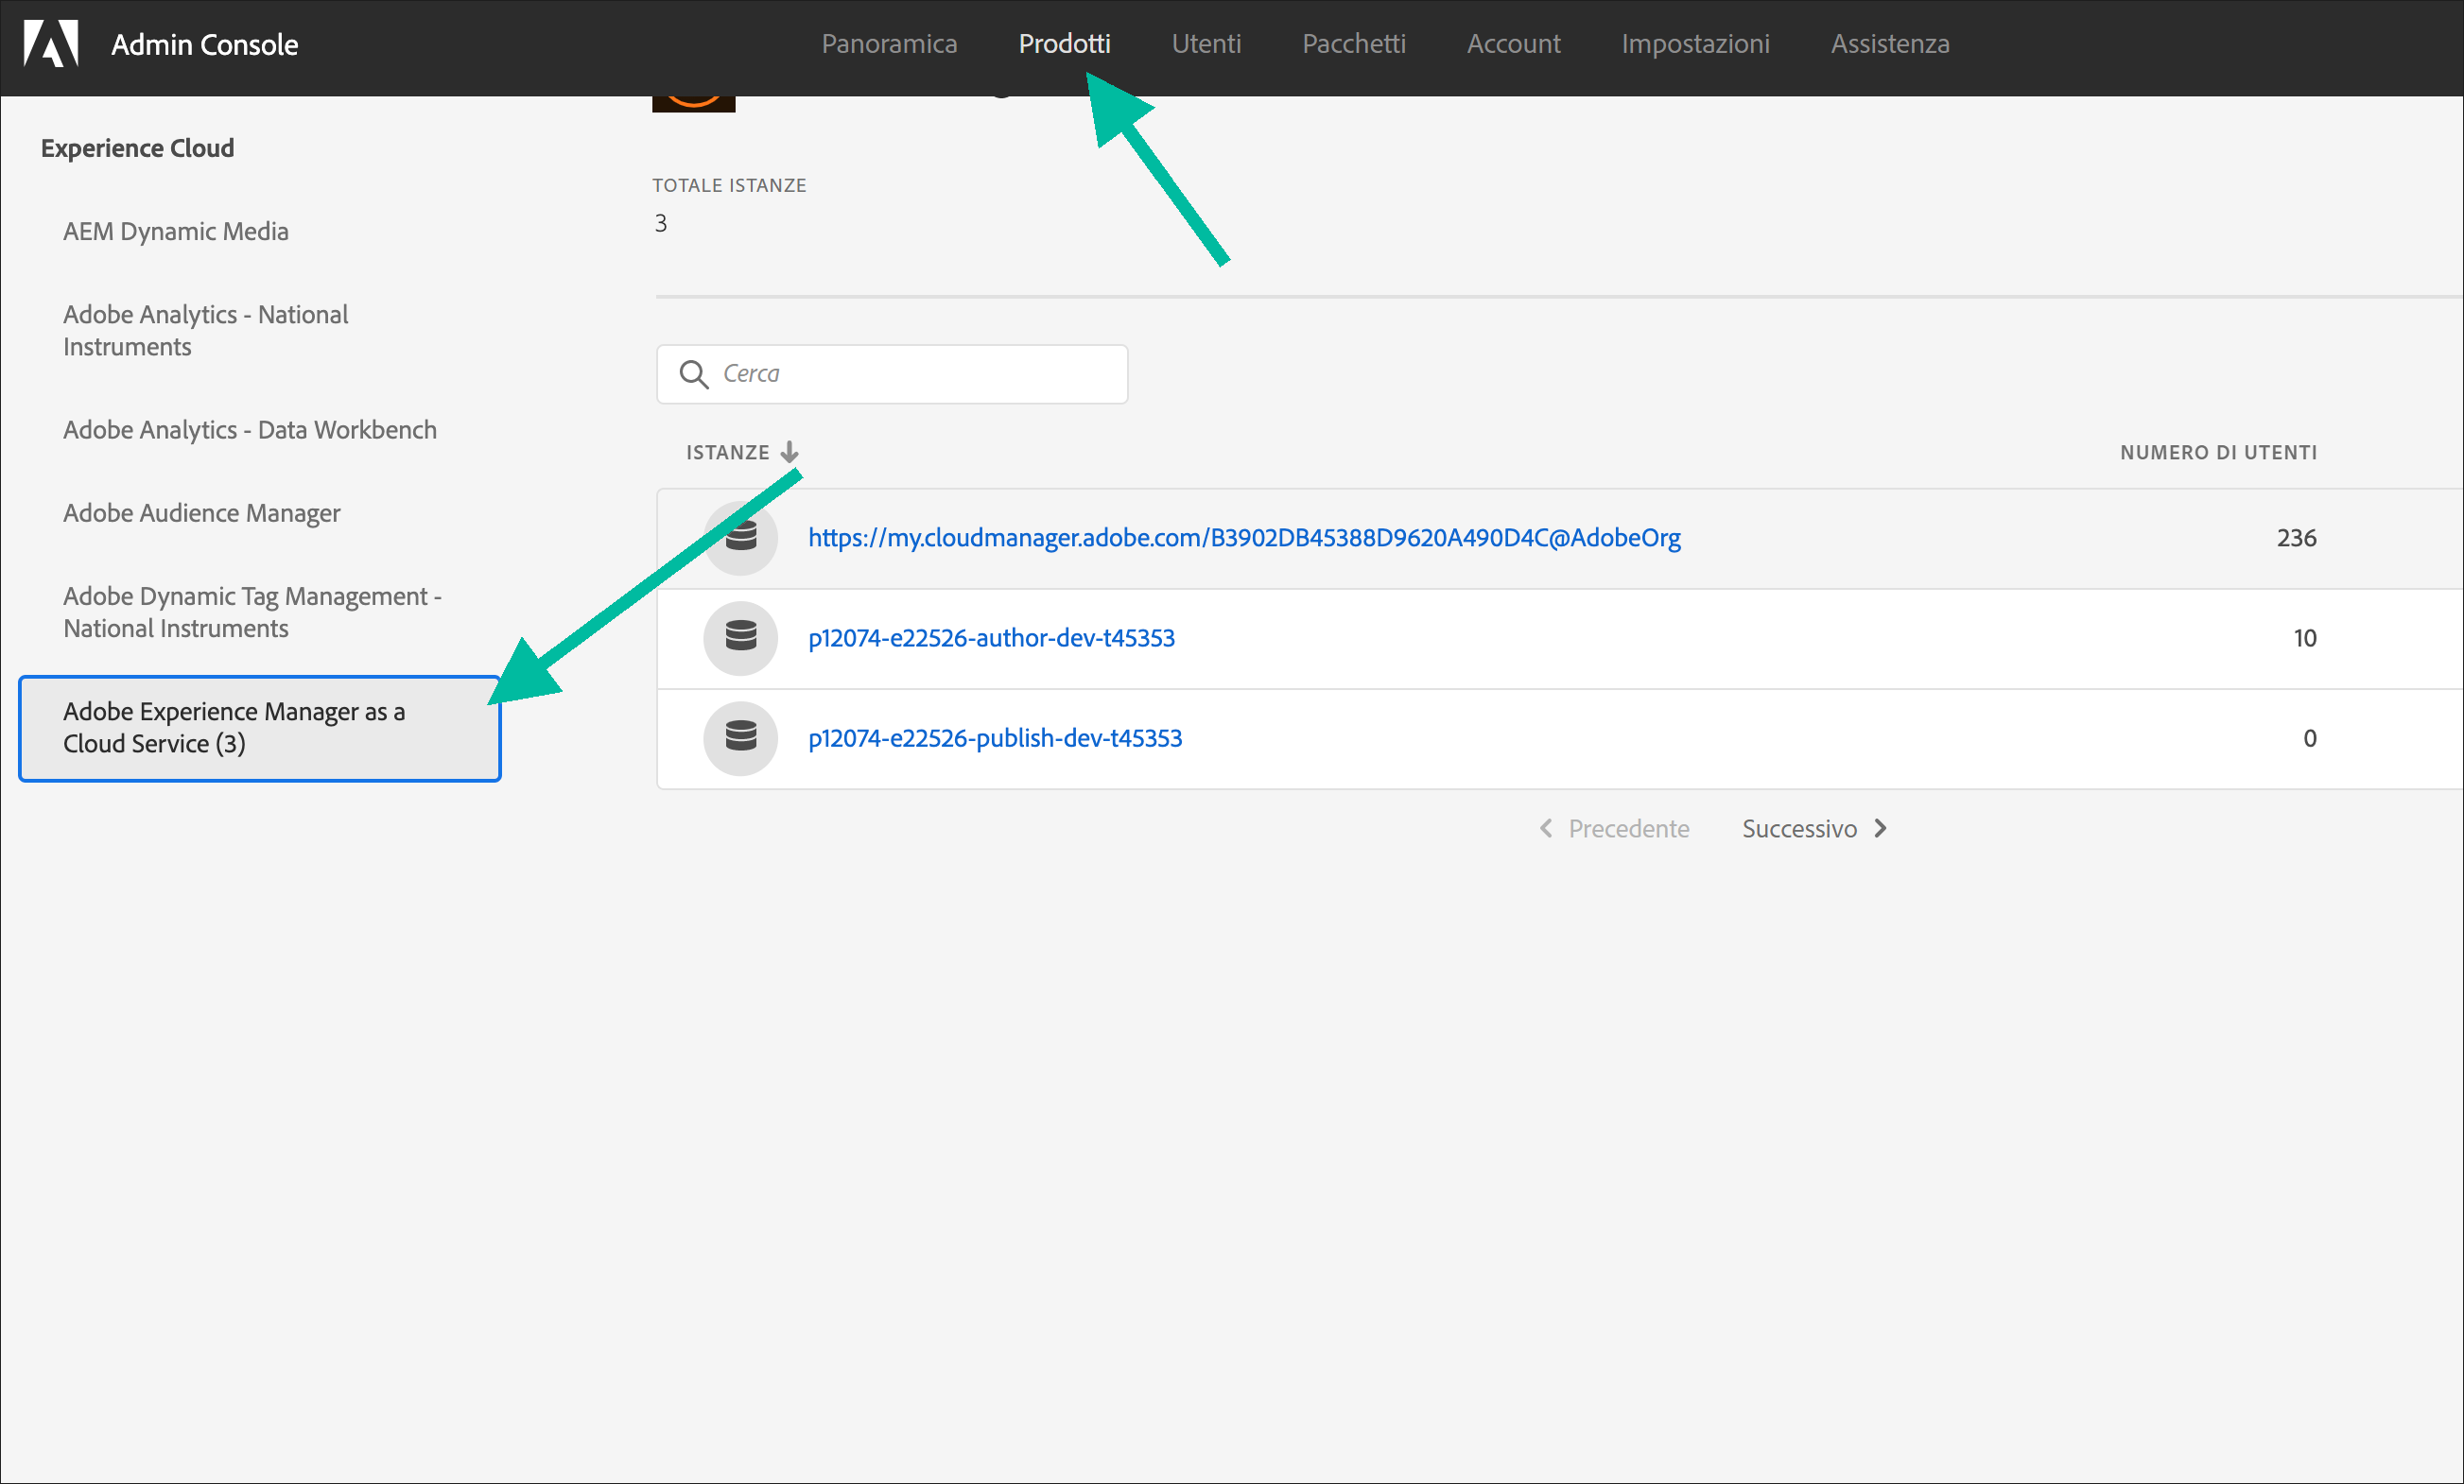 Admin Console
Panoramica
Prodotti
Utenti
Pacchetti
Account
Impostazioni
Assistenza
Experience Cloud
AEM Dynamic Media
Adobe Analytics - National
Instruments
Adobe Analytics - Data Workbench
Adobe Audience Manager
Adobe Dynamic Tag Management -
National Instruments
Adobe Experience Manager as a
Cloud Service (3)
TOTALE ISTANZE
3
Cerca
ISTANZE
NUMERO DI UTENTI
https://my.cloudmanager.adobe.com/B3902DB45388D9620A490D4C@AdobeOrg
236
p12074-e22526-author-dev-t45353
10
p12074-e22526-publish-dev-t45353
0
Precedente
Successivo